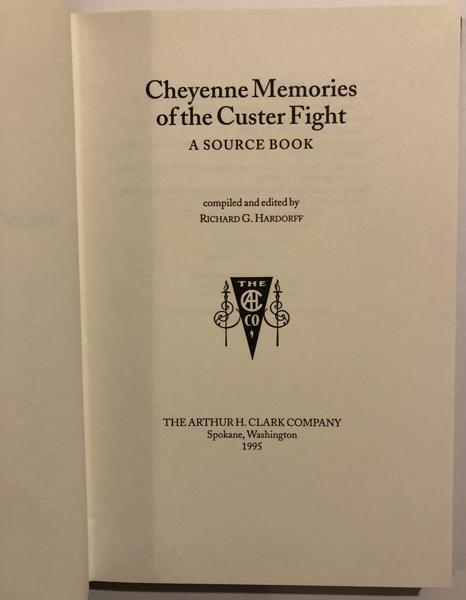 Cheyenne Memories
of the Custer Fight
A SOURCE BOOK
compiled and edited by
RICHARD G. HARDORFF
THE
AHC
CO
THE ARTHUR H. CLARK COMPANY
Spokane, Washington
1995